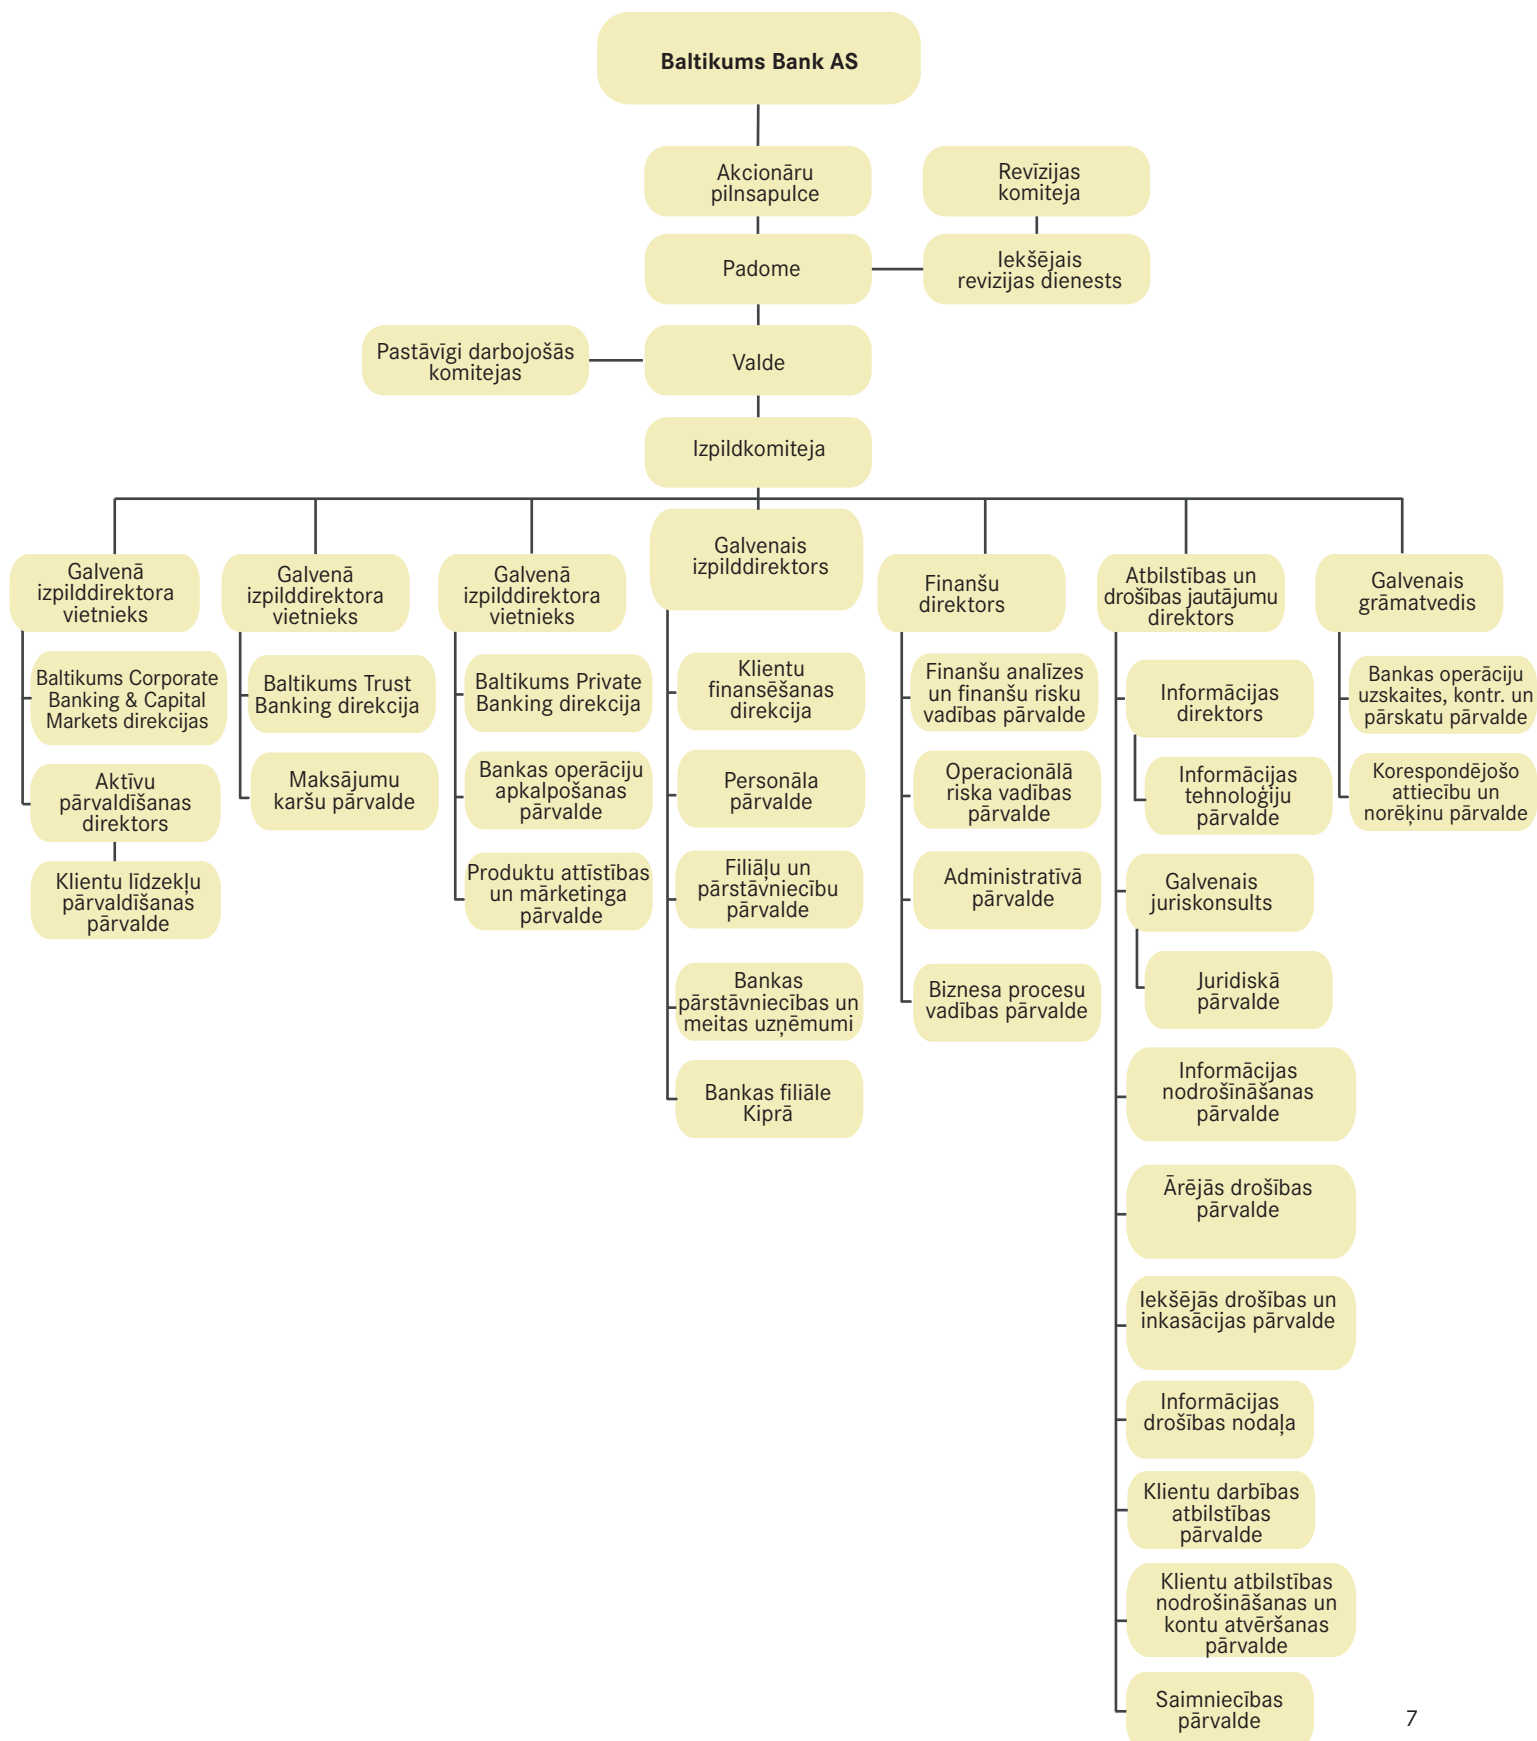 Baltikums Bank AS
Akcionāru
pilnsapulce
Revīzijas
komiteja
Padome
Iekšējais
revizijas dienests
Pastāvīgi darbojošās
komitejas
Valde
Izpildkomiteja
Galvenā
izpilddirektora
vietnieks
Baltikums Corporate
Banking & Capital
Markets direkcijas
Aktīvu
pārvaldīšanas
direktors
Klientu līdzekļu
pārvaldīšanas
pārvalde
Galvenā
izpilddirektora
vietnieks
Baltikums Trust
Banking direkcija
Maksājumu
karšu pārvalde
Galvenā
izpilddirektora
vietnieks
Baltikums Private
Banking direkcija
Bankas operāciju
apkalpošanas
pārvalde
Produktu attīstības
un mārketinga
pārvalde
Galvenais
izpilddirektors
Klientu
finansēšanas
direkcija
Personāla
pārvalde
Filiāļu un
pārstāvniecību
pārvalde
Bankas
pārstāvniecības un
meitas uzņēmumi
Bankas filiāle
Kiprā
Finanšu
direktors
Finanšu analīzes
un finanšu risku
vadības pārvalde
Operacionālā
riska vadības
pārvalde
Administratīvā
pārvalde
Biznesa procesu
vadības pārvalde
Atbilstības un
drošības jautājumu
direktors
Informācijas
direktors
Informācijas
tehnoloģiju
pārvalde
Galvenais
juriskonsults
Juridiskā
pārvalde
Informācijas
nodrošīnāšanas
pārvalde
Ārējās drošības
pārvalde
Iekšējās drošības un
inkasācijas pārvalde
Informācijas
drošības nodaļa
Klientu darbības
atbilstības
pārvalde
Klientu atbilstības
nodrošināšanas un
kontu atvēršanas
pārvalde
Saimniecības
pārvalde
Galvenais
grāmatvedis
Bankas operāciju
uzskaites, kontr. un
pārskatu pārvalde
Korespondējošo
attiecību un
norēķinu pārvalde
7